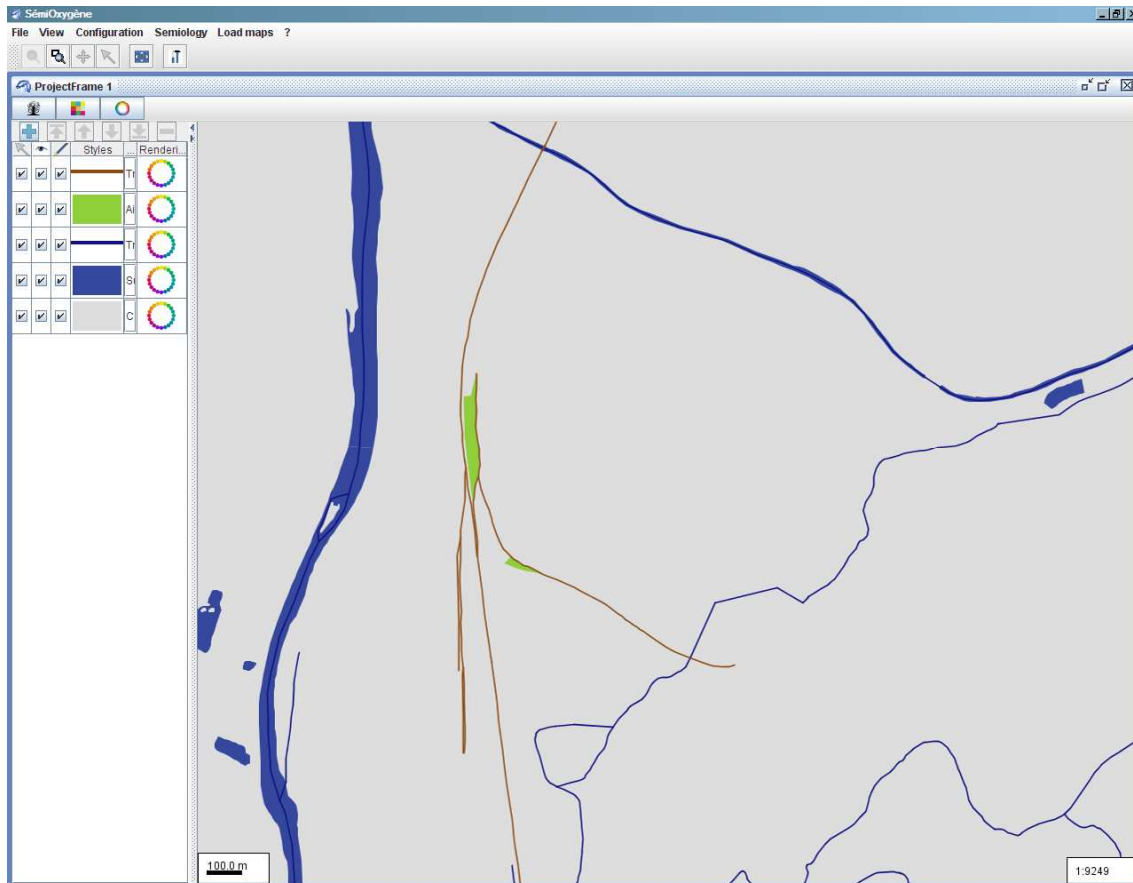 SémiOxygène
File View Configuration Semiology Load maps ?
ProjectFrame 1
Styles ... Renderi...
Tr
Ai
Tr
Su
C
100.0 m
1:9249